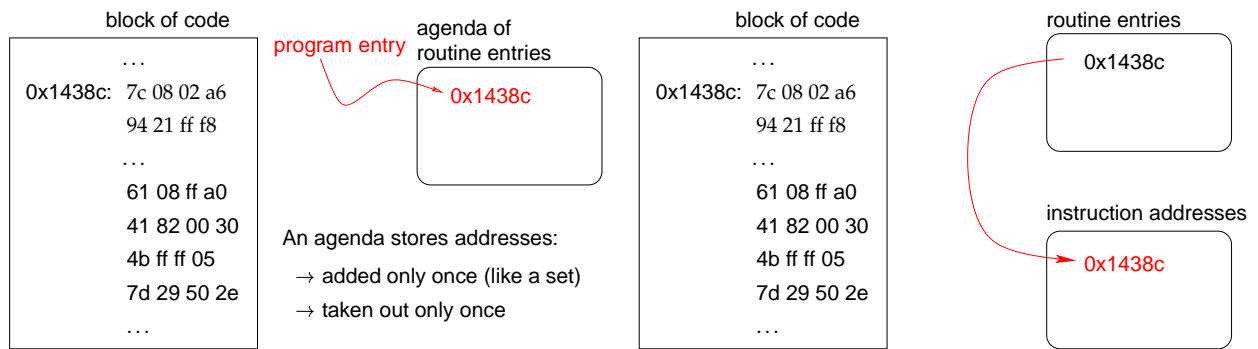 block of code
...
0x1438c: 7c 08 02 a6
94 21 ff f8
...
61 08 ff a0
41 82 00 30
4b ff ff 05
7d 29 50 2e
...
program entry
agenda of
routine entries
0x1438c
An agenda stores addresses:
→ added only once (like a set)
→ taken out only once
block of code
...
0x1438c: 7c 08 02 a6
94 21 ff f8
...
61 08 ff a0
41 82 00 30
4b ff ff 05
7d 29 50 2e
...
routine entries
0x1438c
instruction addresses
0x1438c